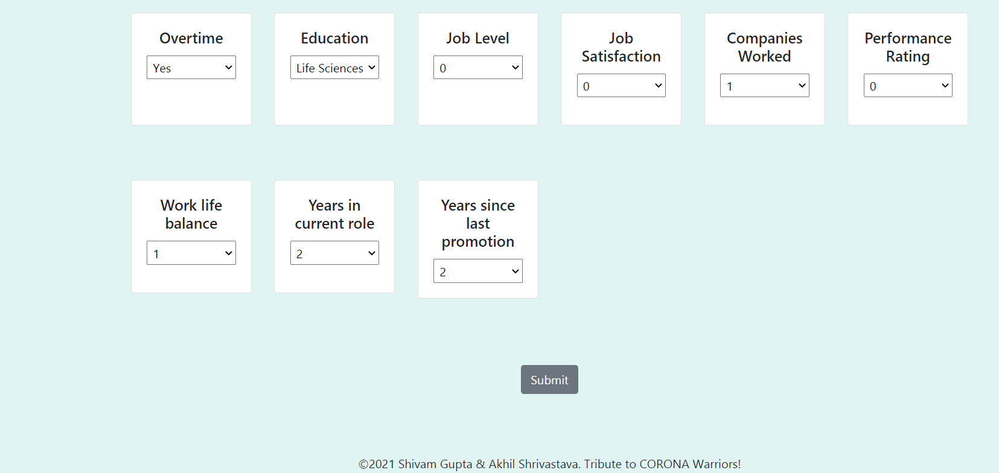 Overtime
Yes
Education
Life Sciences
Job Level
0
Job
Satisfaction
0
Companies
Worked
1
Performance
Rating
0
Work life
balance
1
Years in
current role
2
Years since
last
promotion
2
Submit
©2021 Shivam Gupta & Akhil Shrivastava. Tribute to CORONA Warriors!